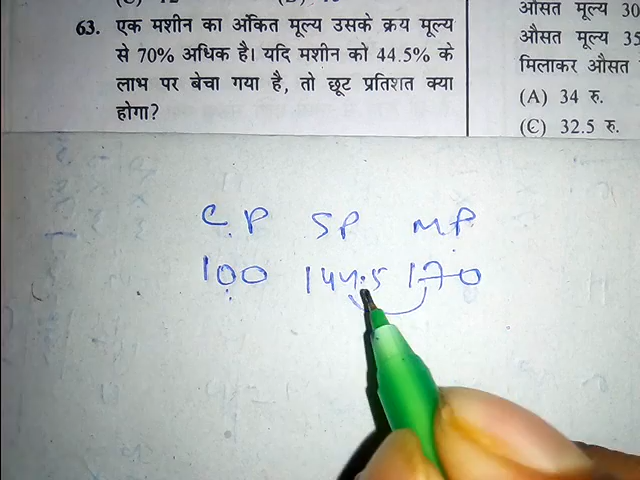 63. एक मशीन का अंकित मूल्य उसके क्रय मूल्य
से 70% अधिक है। यदि मशीन को 44.5% के
लाभ पर बेचा गया है, तो छूट प्रतिशत क्या
होगा?
औसत मूल्य 30
औसत मूल्य 35
मिलाकर औसत
(A) 34 रु.
(C) 32.5 रु.
C.P SP MP
100 144.5 170